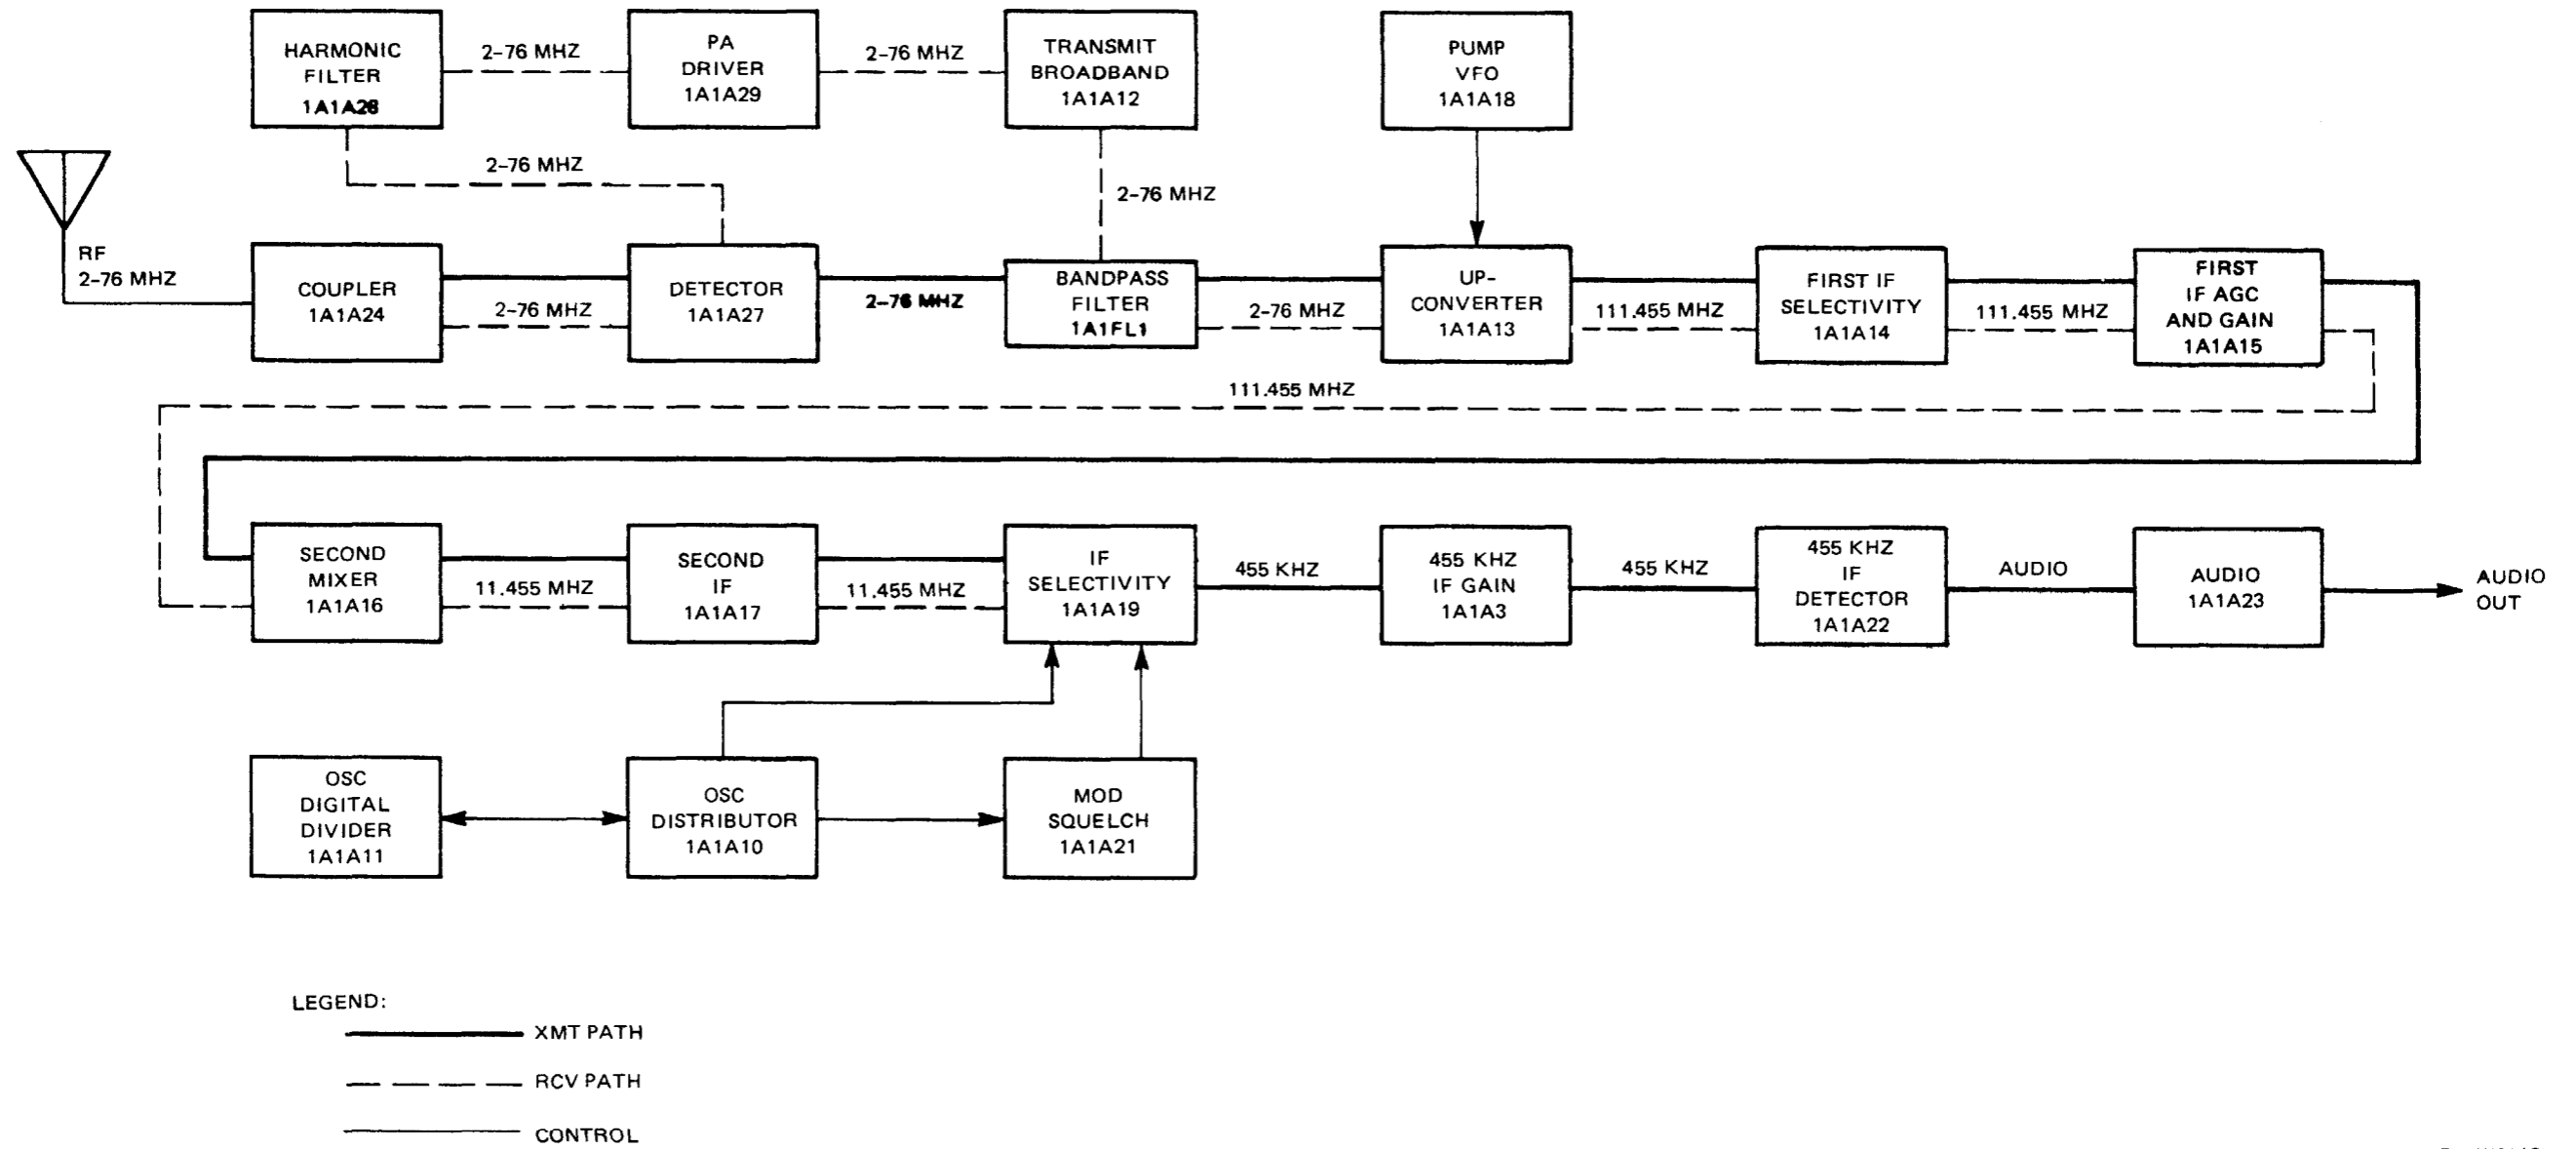 HARMONIC
FILTER
1A1A28
2-76 MHZ
PA
DRIVER
1A1A29
2-76 MHZ
TRANSMIT
BROADBAND
1A1A12
PUMP
VFO
1A1A18
2-76 MHZ
2-76 MHZ
RF
2-76 MHZ
COUPLER
1A1A24
2-76 MHZ
DETECTOR
1A1A27
2-76 MHZ
BANDPASS
FILTER
1A1FL1
2-76 MHZ
UP-
CONVERTER
1A1A13
111.455 MHZ
FIRST IF
SELECTIVITY
1A1A14
111.455 MHZ
FIRST
IF AGC
AND GAIN
1A1A15
111.455 MHZ
SECOND
MIXER
1A1A16
11.455 MHZ
SECOND
IF
1A1A17
11.455 MHZ
IF
SELECTIVITY
1A1A19
455 KHZ
455 KHZ
IF GAIN
1A1A3
455 KHZ
455 KHZ
IF
DETECTOR
1A1A22
AUDIO
AUDIO
1A1A23
AUDIO
OUT
OSC
DIGITAL
DIVIDER
1A1A11
OSC
DISTRIBUTOR
1A1A10
MOD
SQUELCH
1A1A21
LEGEND:
XMT PATH
RCV PATH
CONTROL